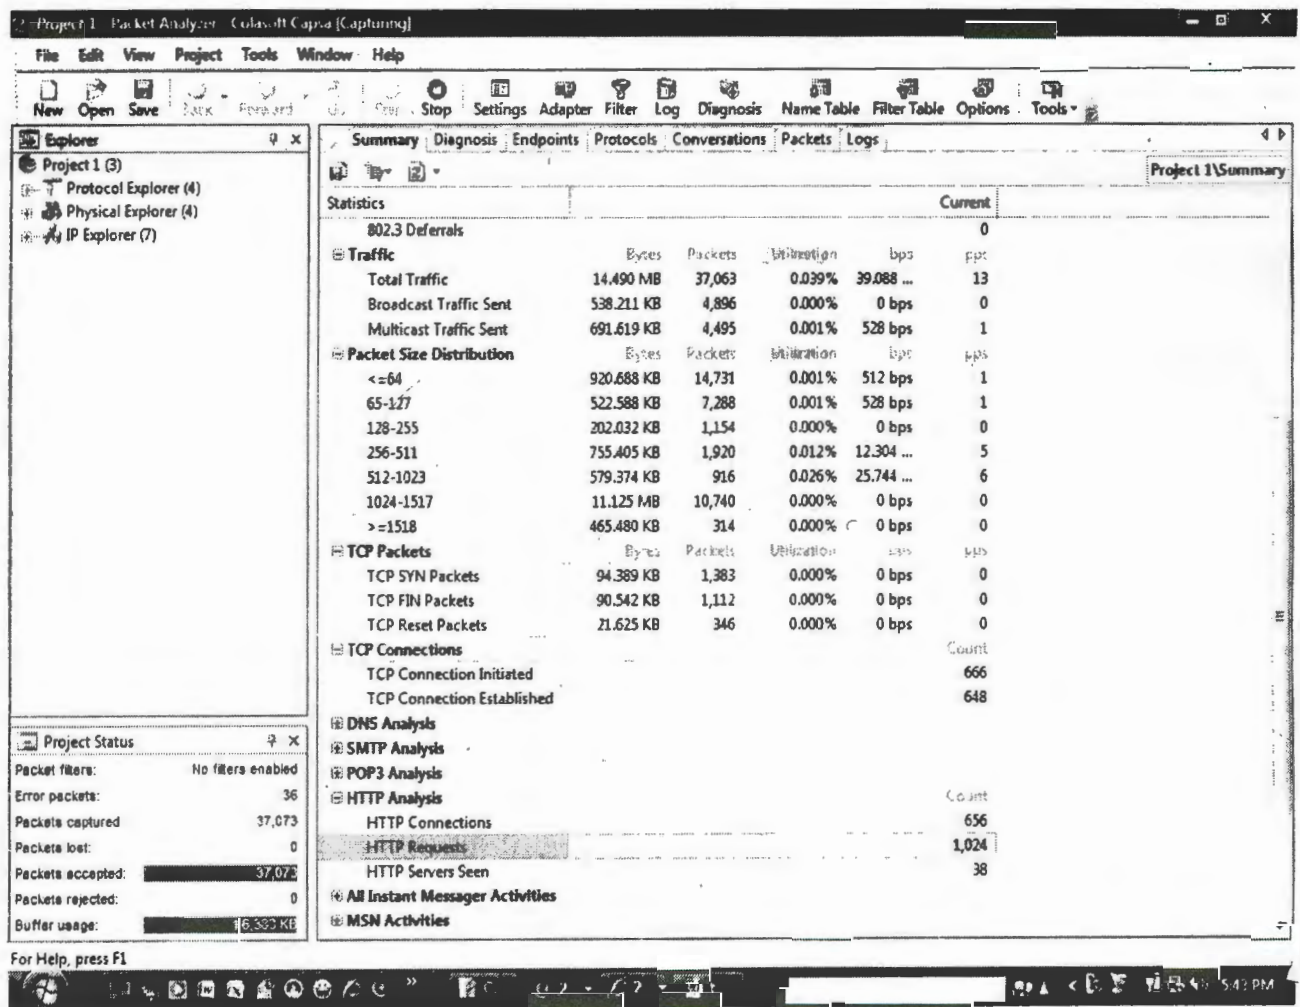 Project 1 Packet Analyzer Colasoft Capsa [Capturing]
File Edit View Project Tools Window Help
New Open Save Back Forward Stop Settings Adapter Filter Log Diagnosis Name Table Filter Table Options Tools
Explorer
Project 1 (3)
Protocol Explorer (4)
Physical Explorer (4)
IP Explorer (7)
Summary Diagnosis Endpoints Protocols Conversations Packets Logs
Project 1\Summary
Statistics Current
802.3 Deferrals 0
Traffic Bytes Packets Utilization bps pps
Total Traffic 14.490 MB 37,063 0.039% 39.088 ... 13
Broadcast Traffic Sent 538.211 KB 4,896 0.000% 0 bps 0
Multicast Traffic Sent 691.619 KB 4,495 0.001% 528 bps 1
Packet Size Distribution Bytes Packets Utilization bps pps
<=64 920.688 KB 14,731 0.001% 512 bps 1
65-127 522.588 KB 7,288 0.001% 528 bps 1
128-255 202.032 KB 1,154 0.000% 0 bps 0
256-511 755.405 KB 1,920 0.012% 12.304 ... 5
512-1023 579.374 KB 916 0.026% 25.744 ... 6
1024-1517 11.125 MB 10,740 0.000% 0 bps 0
>=1518 465.480 KB 314 0.000% 0 bps 0
TCP Packets Bytes Packets Utilization bps pps
TCP SYN Packets 94.389 KB 1,383 0.000% 0 bps 0
TCP FIN Packets 90.542 KB 1,112 0.000% 0 bps 0
TCP Reset Packets 21.625 KB 346 0.000% 0 bps 0
TCP Connections Count
TCP Connection Initiated 666
TCP Connection Established 648
DNS Analysis
SMTP Analysis
POP3 Analysis
HTTP Analysis Count
HTTP Connections 656
HTTP Requests 1,024
HTTP Servers Seen 38
All Instant Messager Activities
MSN Activities
Project Status
Packet filters: No filters enabled
Error packets: 36
Packets captured 37,073
Packets lost: 0
Packets accepted: 37,073
Packets rejected: 0
Buffer usage:
For Help, press F1
5:43 PM